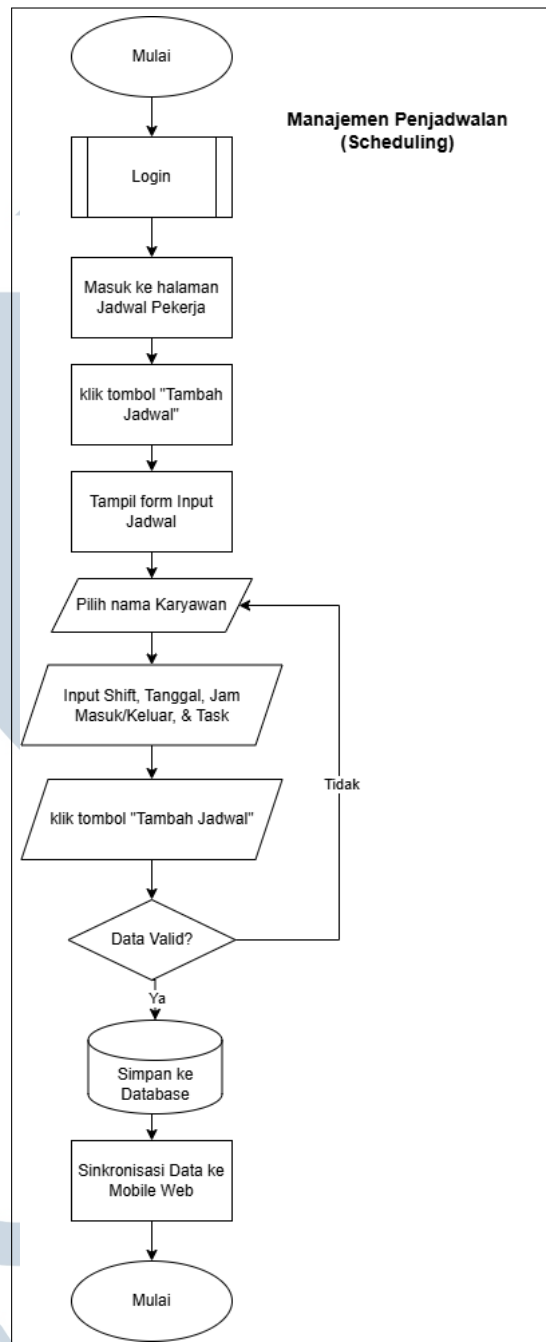 Mulai
Manajemen Penjadwalan
(Scheduling)
Login
Masuk ke halaman
Jadwal Pekerja
klik tombol "Tambah
Jadwal"
Tampil form Input
Jadwal
Pilih nama Karyawan
Input Shift, Tanggal, Jam
Masuk/Keluar, & Task
Tidak
klik tombol "Tambah Jadwal"
Data Valid?
Ya
Simpan ke
Database
Sinkronisasi Data ke
Mobile Web
Mulai